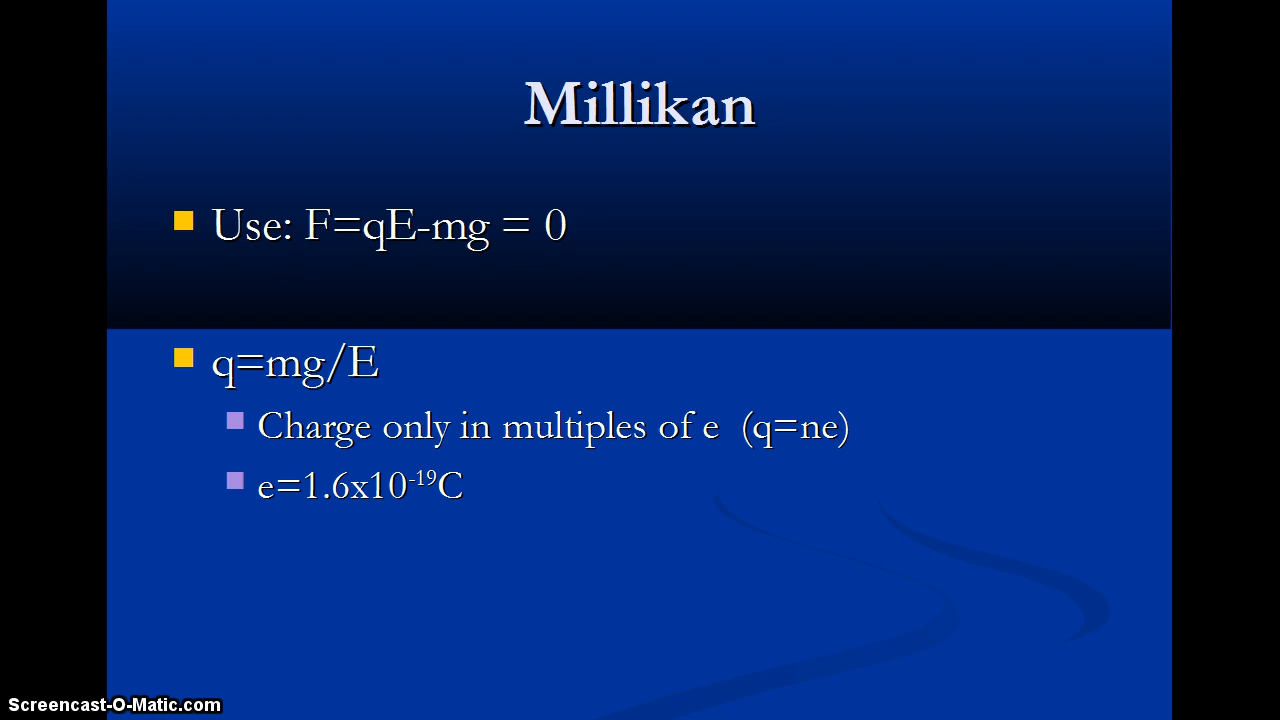 Millikan
Use: F=qE-mg = 0
q=mg/E
Charge only in multiples of e (q=ne)
e=1.6x10⁻¹⁹C
Screencast-O-Matic.com